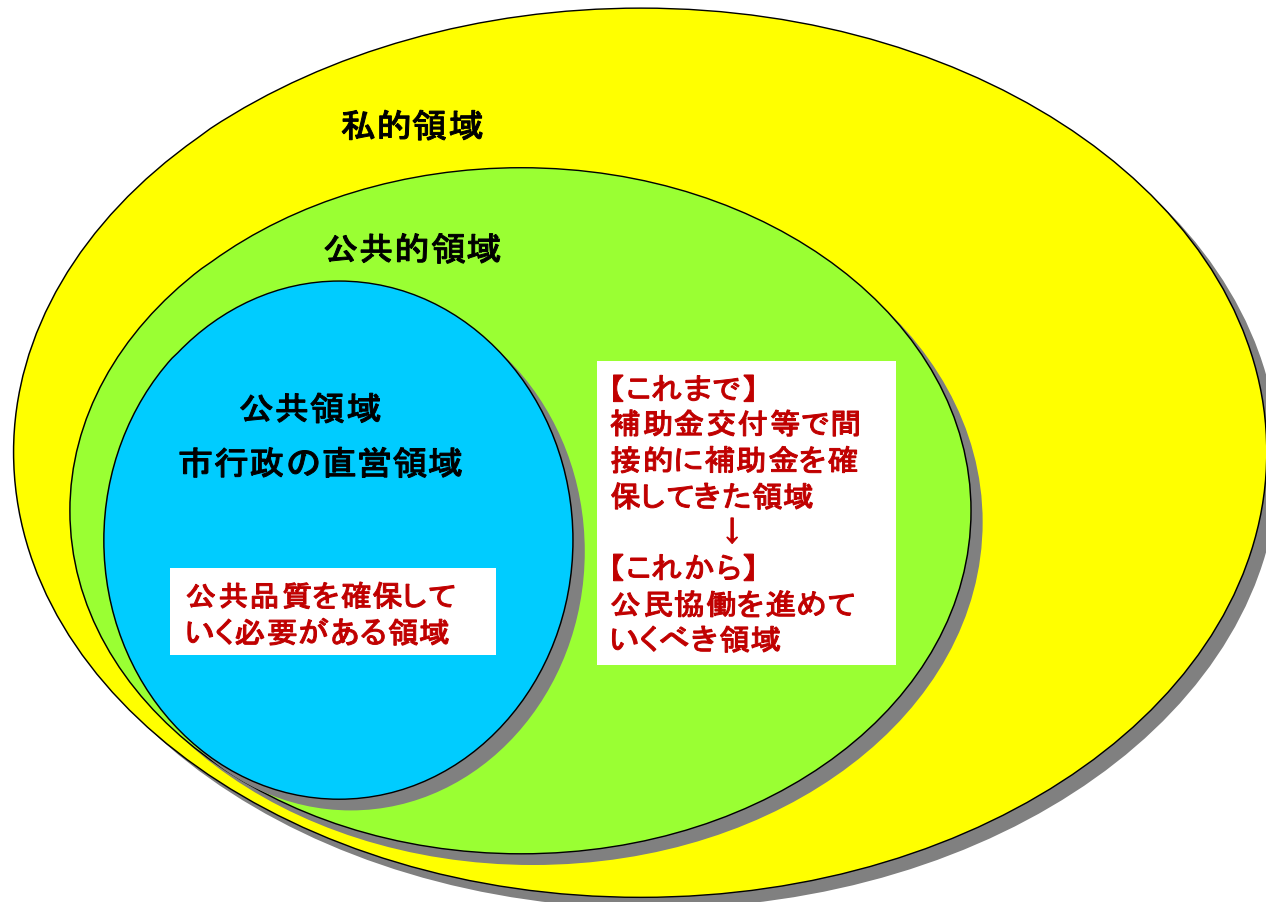 私的領域
公共的領域
公共領域
市行政の直営領域
公共品質を確保して
いく必要がある領域
【これまで】
補助金交付等で間
接的に補助金を確
保してきた領域
↓
【これから】
公民協働を進めて
いくべき領域